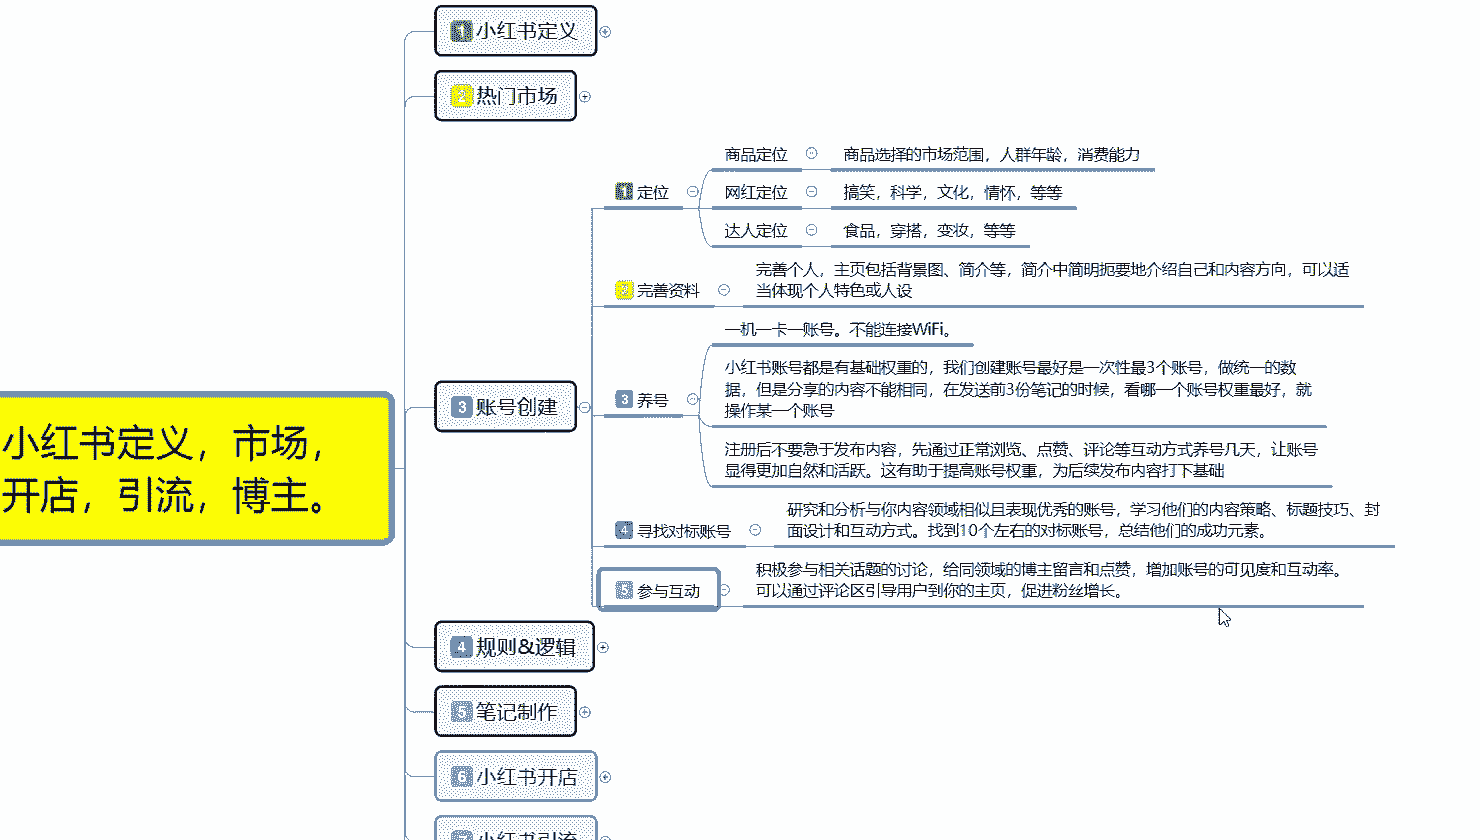 小红书定义，市场，
开店，引流，博主。
1 小红书定义
2 热门市场
3 账号创建
1 定位
商品定位
商品选择的市场范围，人群年龄，消费能力
网红定位
搞笑，科学，文化，情怀，等等
达人定位
食品，穿搭，变妆，等等
2 完善资料
完善个人，主页包括背景图、简介等，简介中简明扼要地介绍自己和内容方向，可以适
当体现个人特色或人设
3 养号
一机一卡一账号。不能连接WiFi。
小红书账号都是有基础权重的，我们创建账号最好是一次性最3个账号，做统一的数
据，但是分享的内容不能相同，在发送前3份笔记的时候，看哪一个账号权重最好，就
操作某一个账号
注册后不要急于发布内容，先通过正常浏览、点赞、评论等互动方式养号几天，让账号
显得更加自然和活跃。这有助于提高账号权重，为后续发布内容打下基础
4 寻找对标账号
研究和分析与你内容领域相似且表现优秀的账号，学习他们的内容策略、标题技巧、封
面设计和互动方式。找到10个左右的对标账号，总结他们的成功元素。
5 参与互动
积极参与相关话题的讨论，给同领域的博主留言和点赞，增加账号的可见度和互动率。
可以通过评论区引导用户到你的主页，促进粉丝增长。
4 规则&逻辑
5 笔记制作
6 小红书开店
7 小红书引流